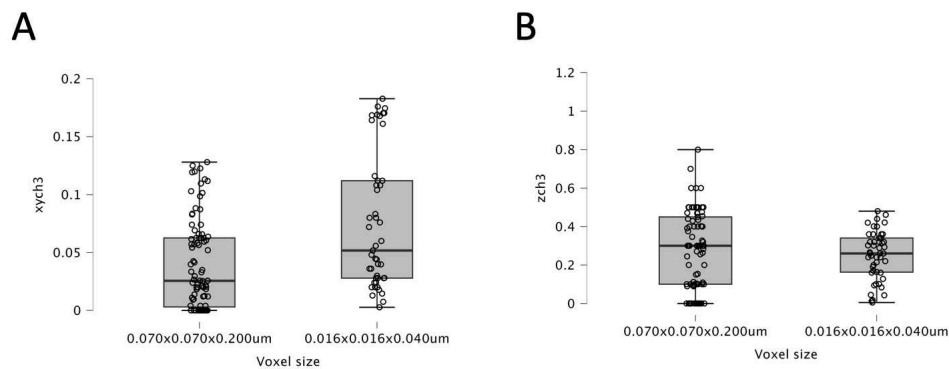 A
0.2
0.15
0.1
0.05
0
xych3
0.070x0.070x0.200um
0.016x0.016x0.040um
Voxel size
B
1.2
1
0.8
0.6
0.4
0.2
0
zch3
0.070x0.070x0.200um
0.016x0.016x0.040um
Voxel size